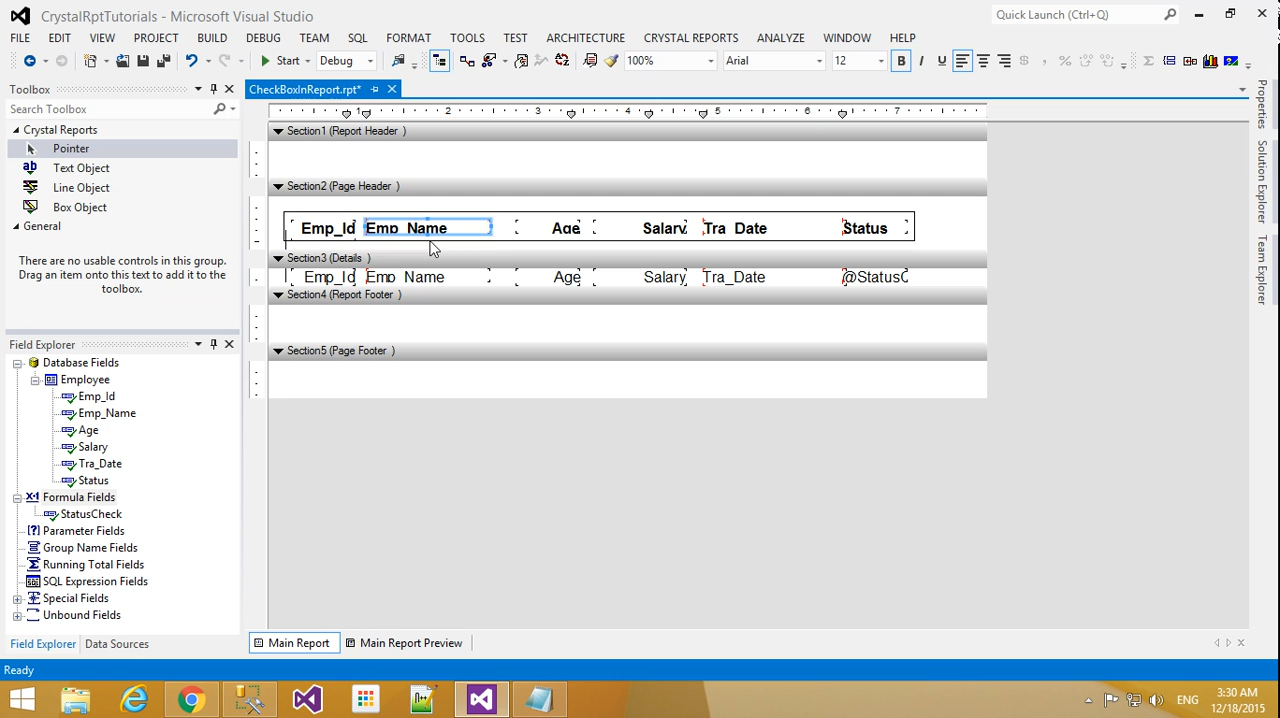 CrystalRptTutorials - Microsoft Visual Studio
Quick Launch (Ctrl+Q)
FILE EDIT VIEW PROJECT BUILD DEBUG TEAM SQL FORMAT TOOLS TEST ARCHITECTURE CRYSTAL REPORTS ANALYZE WINDOW HELP
Start Debug 100% Arial 12 B I U A $ %
Toolbox
CheckBoxInReport.rpt*
Search Toolbox
1 2 3 4 5 6 7
Crystal Reports
Section1 (Report Header )
Pointer
Text Object
Section2 (Page Header )
Line Object
Box Object
General
Emp_Id Emp_Name Age Salary Tra_Date Status
There are no usable controls in this group.
Drag an item onto this text to add it to the
toolbox.
Section3 (Details )
Emp_Id Emp_Name Age Salary Tra_Date @StatusC
Section4 (Report Footer )
Section5 (Page Footer )
Field Explorer
Database Fields
Employee
Emp_Id
Emp_Name
Age
Salary
Tra_Date
Status
Formula Fields
StatusCheck
Parameter Fields
Group Name Fields
Running Total Fields
SQL Expression Fields
Special Fields
Unbound Fields
Field Explorer Data Sources
Main Report Main Report Preview
Properties
Solution Explorer
Team Explorer
Ready
ENG
3:30 AM
12/18/2015